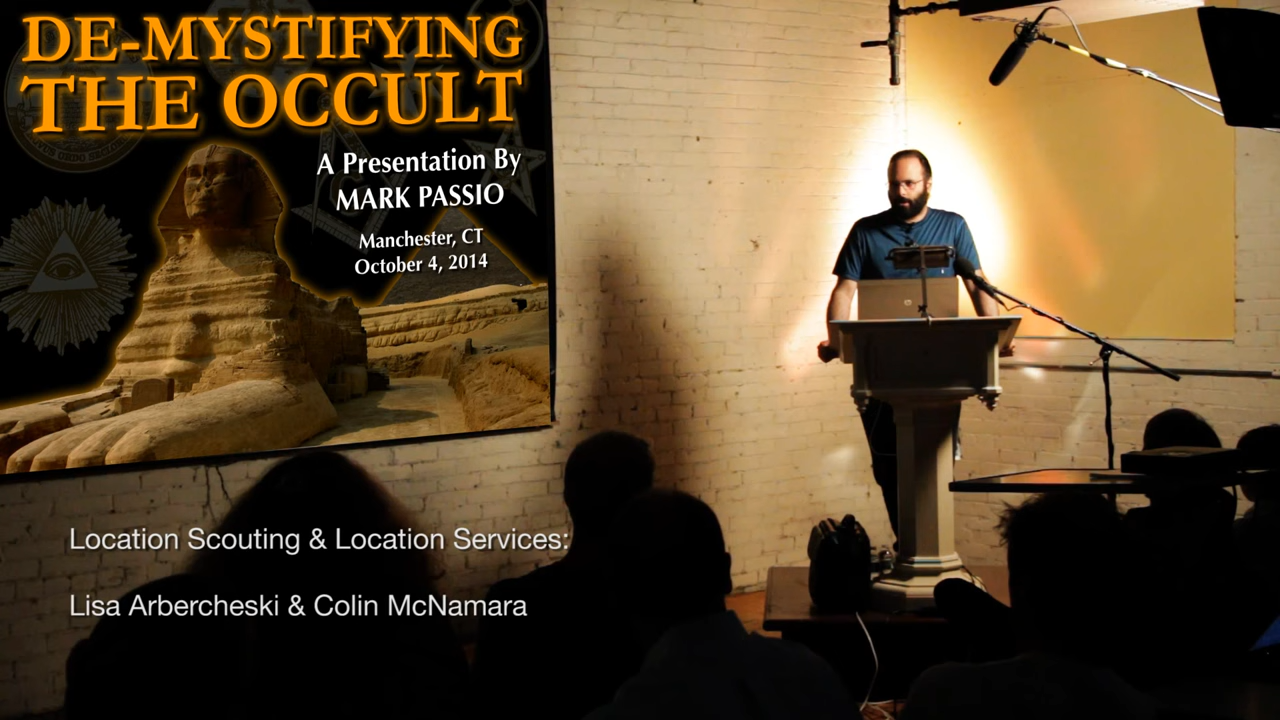 DE-MYSTIFYING
THE OCCULT
A Presentation By
MARK PASSIO
Manchester, CT
October 4, 2014
Location Scouting & Location Services:
Lisa Arbercheski & Colin McNamara